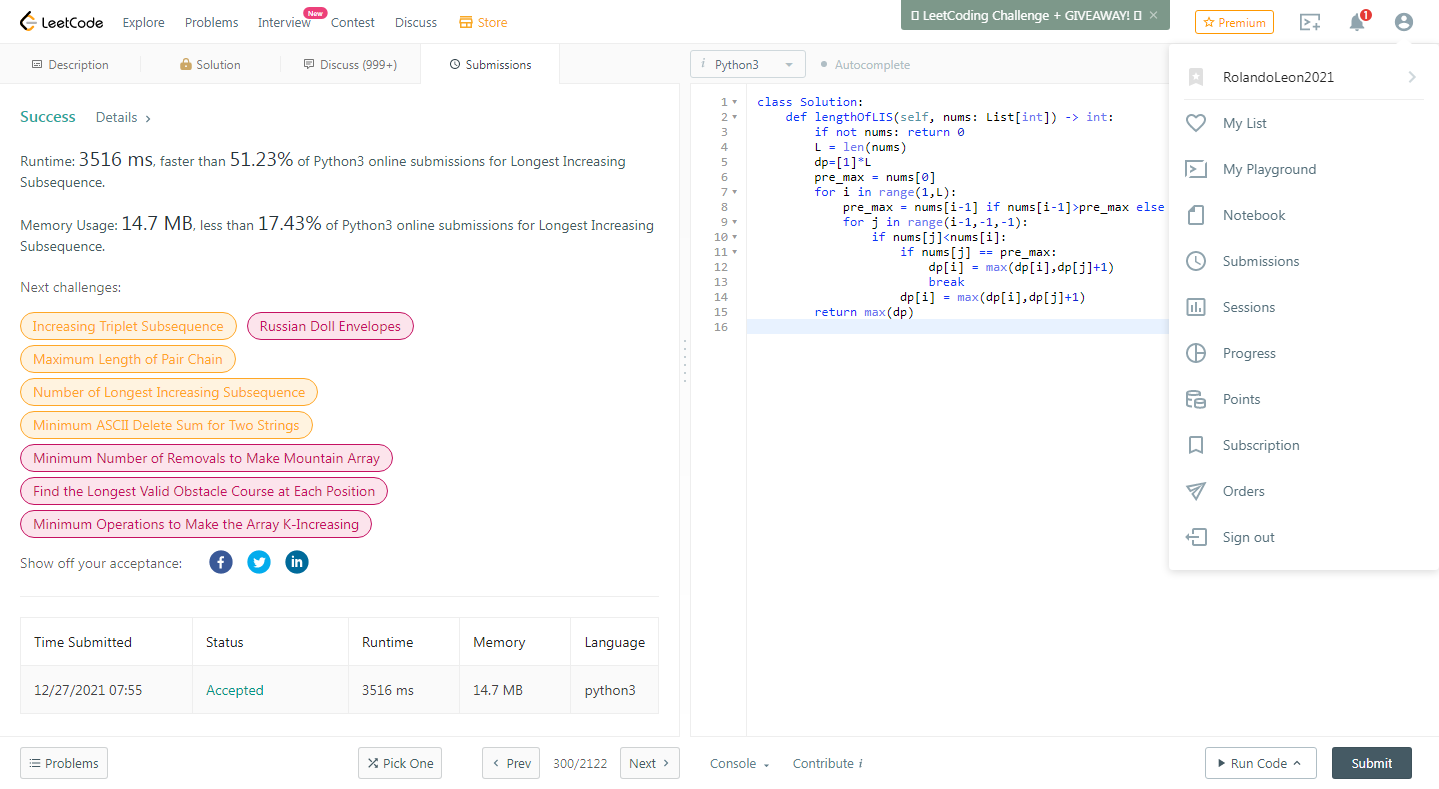 LeetCode Explore Problems Interview New Contest Discuss Store
LeetCoding Challenge + GIVEAWAY! ×
Premium 1
Description Solution Discuss (999+) Submissions
Success Details
Runtime: 3516 ms, faster than 51.23% of Python3 online submissions for Longest Increasing
Subsequence.
Memory Usage: 14.7 MB, less than 17.43% of Python3 online submissions for Longest Increasing
Subsequence.
Next challenges:
Increasing Triplet Subsequence Russian Doll Envelopes
Maximum Length of Pair Chain
Number of Longest Increasing Subsequence
Minimum ASCII Delete Sum for Two Strings
Minimum Number of Removals to Make Mountain Array
Find the Longest Valid Obstacle Course at Each Position
Minimum Operations to Make the Array K-Increasing
Show off your acceptance:
Time Submitted Status Runtime Memory Language
12/27/2021 07:55 Accepted 3516 ms 14.7 MB python3
Problems Pick One Prev 300/2122 Next
i Python3 Autocomplete
1 class Solution:
2 def lengthOfLIS(self, nums: List[int]) -> int:
3 if not nums: return 0
4 L = len(nums)
5 dp=[1]*L
6 pre_max = nums[0]
7 for i in range(1,L):
8 pre_max = nums[i-1] if nums[i-1]>pre_max else
9 for j in range(i-1,-1,-1):
10 if nums[j]<nums[i]:
11 if nums[j] == pre_max:
12 dp[i] = max(dp[i],dp[j]+1)
13 break
14 dp[i] = max(dp[i],dp[j]+1)
15 return max(dp)
16
RolandoLeon2021
My List
My Playground
Notebook
Submissions
Sessions
Progress
Points
Subscription
Orders
Sign out
Console Contribute i Run Code Submit